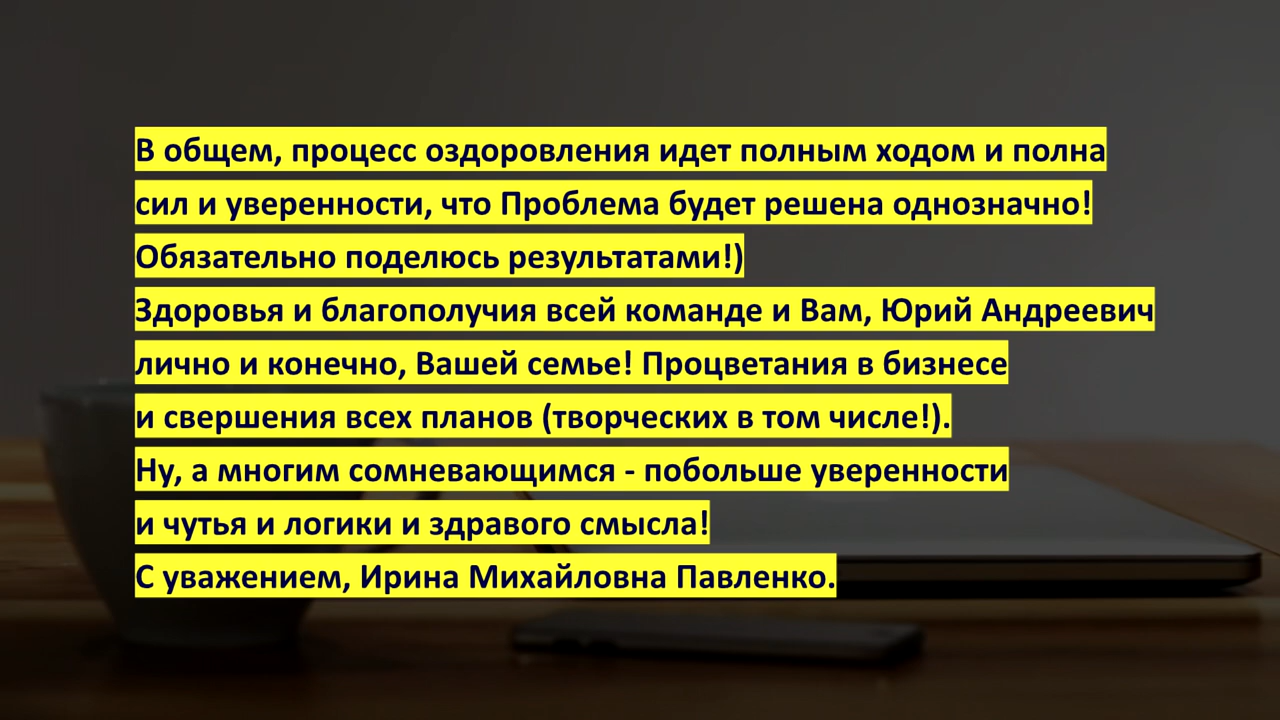 В общем, процесс оздоровления идет полным ходом и полна
сил и уверенности, что Проблема будет решена однозначно!
Обязательно поделюсь результатами!)
Здоровья и благополучия всей команде и Вам, Юрий Андреевич
лично и конечно, Вашей семье! Процветания в бизнесе
и свершения всех планов (творческих в том числе!).
Ну, а многим сомневающимся - побольше уверенности
и чутья и логики и здравого смысла!
С уважением, Ирина Михайловна Павленко.